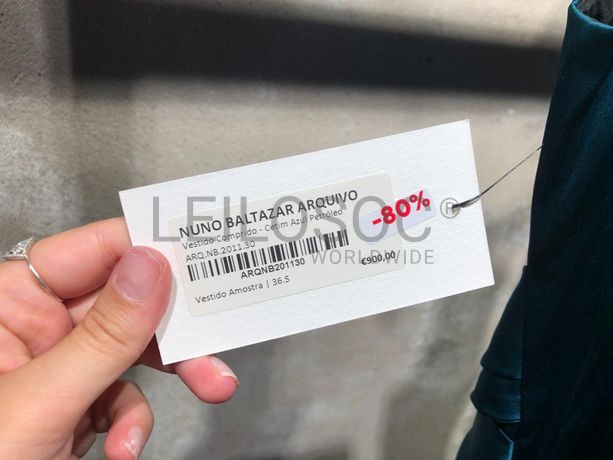 NUNO BALTAZAR ARQUIVO
Vestido Comprido - Cetim Azul Petróleo
ARQ.NB.2011.30
ARQNB201130
€900.00
Vestido Amostra | 36.S
-80%
LEILOSOC®
WORLDWIDE